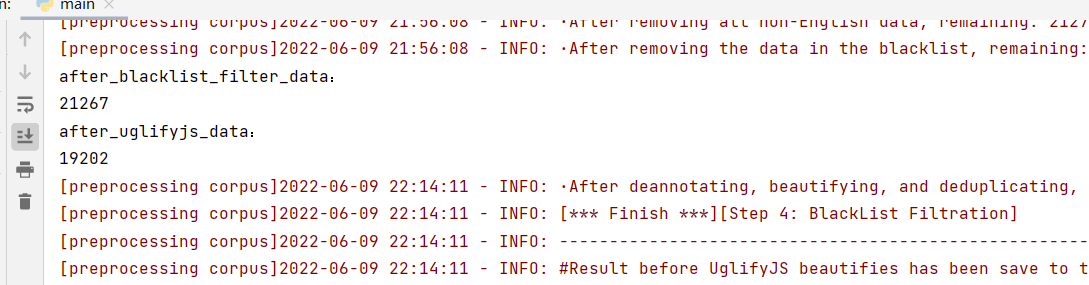 n: main ×
[preprocessing corpus]2022-06-09 21:56:08 - INFO: ·After removing all non-English data, remaining: 2127
[preprocessing corpus]2022-06-09 21:56:08 - INFO: ·After removing the data in the blacklist, remaining:
after_blacklist_filter_data：
21267
after_uglifyjs_data：
19202
[preprocessing corpus]2022-06-09 22:14:11 - INFO: ·After deannotating, beautifying, and deduplicating,
[preprocessing corpus]2022-06-09 22:14:11 - INFO: [*** Finish ***][Step 4: BlackList Filtration]
[preprocessing corpus]2022-06-09 22:14:11 - INFO: ------------------------------------------------------
[preprocessing corpus]2022-06-09 22:14:11 - INFO: #Result before UglifyJS beautifies has been save to t